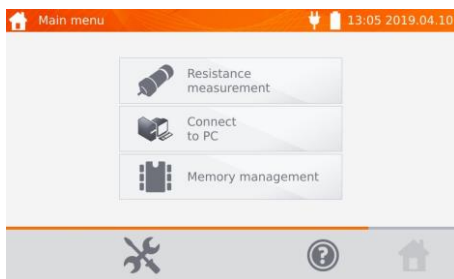 Main menu
13:05 2019.04.10
Resistance
measurement
Connect
to PC
Memory management
?